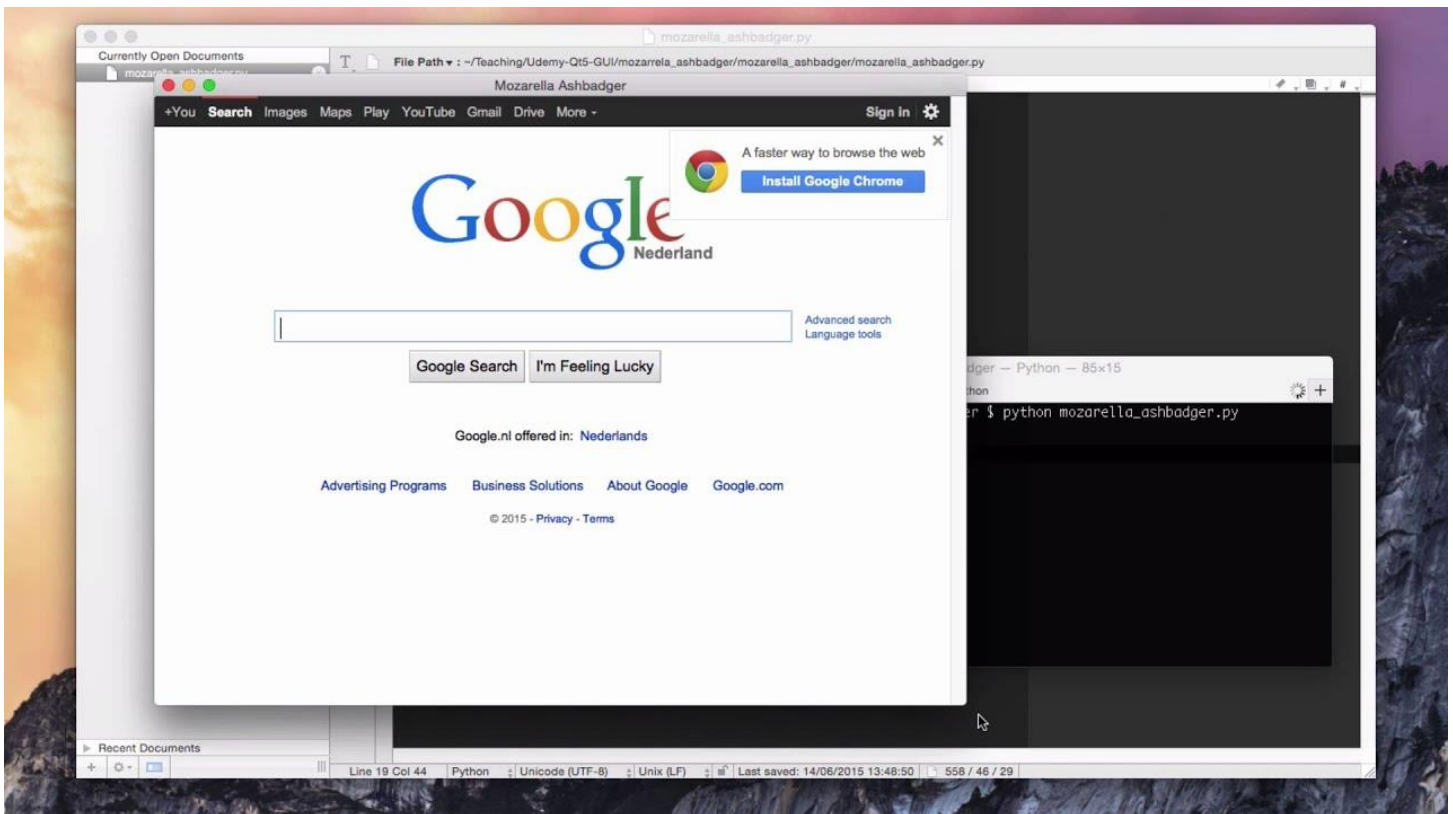 mozarella_ashbadger.py
Currently Open Documents
mozarella_ashbadger.py
File Path ▾ : ~/Teaching/Udemy-Qt5-GUI/mozarrela_ashbadger/mozarella_ashbadger/mozarella_ashbadger.py
Mozarella Ashbadger
+You Search Images Maps Play YouTube Gmail Drive More - Sign in
A faster way to browse the web
Install Google Chrome
Google
Nederland
Advanced search
Language tools
Google Search I'm Feeling Lucky
Google.nl offered in: Nederlands
Advertising Programs Business Solutions About Google Google.com
© 2015 - Privacy - Terms
dger — Python — 85×15
thon
er $ python mozarella_ashbadger.py
Recent Documents
Line 19 Col 44 Python Unicode (UTF-8) Unix (LF) Last saved: 14/06/2015 13:48:50 558 / 46 / 29